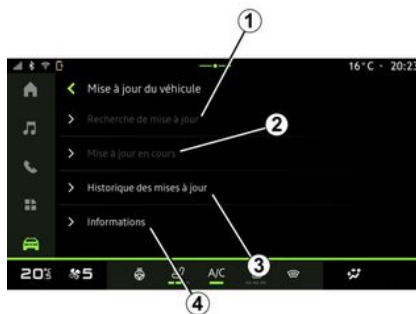 1
16°C · 20:23
Mise à jour du véhicule
Recherche de mise à jour
2
Mise à jour en cours
Historique des mises à jour
Informations
20
5
A/C
3
4